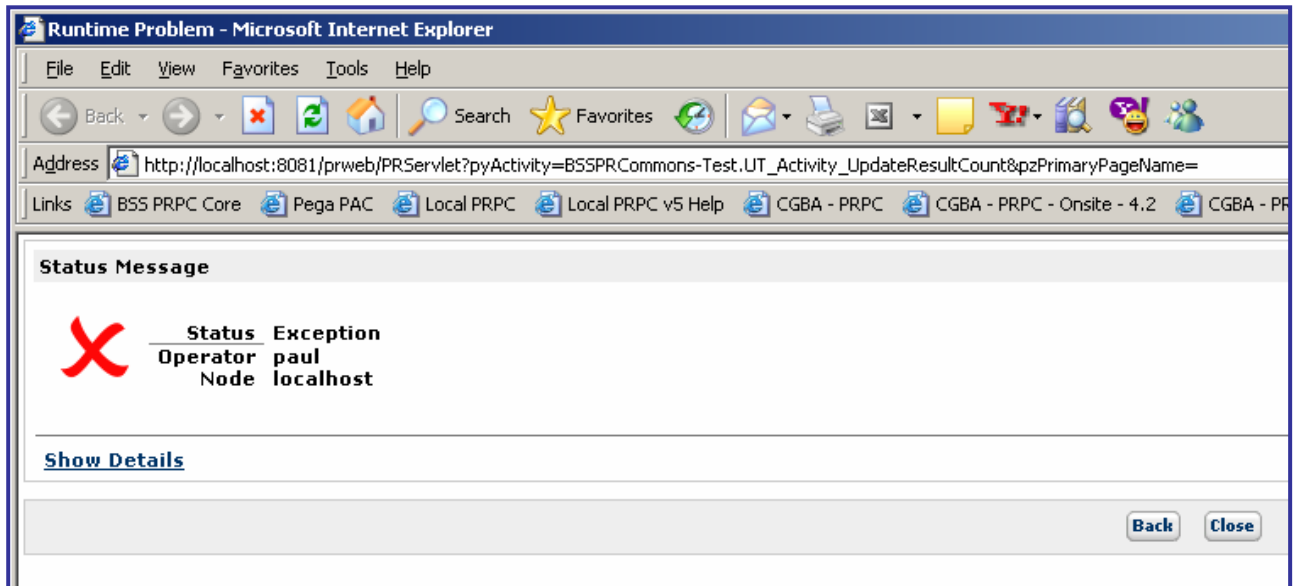 Runtime Problem - Microsoft Internet Explorer
File Edit View Favorites Tools Help
Back Search Favorites
Address http://localhost:8081/prweb/PRServlet?pyActivity=BSSPRCommons-Test.UT_Activity_UpdateResultCount&pzPrimaryPageName=
Links BSS PRPC Core Pega PAC Local PRPC Local PRPC v5 Help CGBA - PRPC CGBA - PRPC - Onsite - 4.2 CGBA - PR
Status Message
Status Exception
Operator paul
Node localhost
Show Details
Back Close